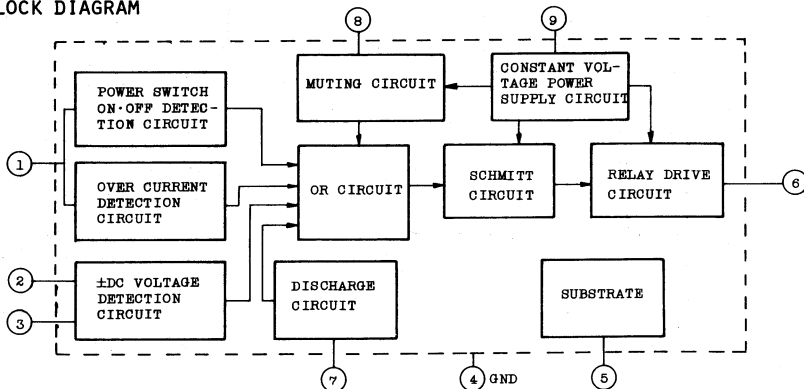 LOCK DIAGRAM
8
9
POWER SWITCH
ON·OFF DETEC-
TION CIRCUIT
MUTING CIRCUIT
CONSTANT VOL-
TAGE POWER
SUPPLY CIRCUIT
1
OVER CURRENT
DETECTION
CIRCUIT
OR CIRCUIT
SCHMITT
CIRCUIT
RELAY DRIVE
CIRCUIT
6
2
3
±DC VOLTAGE
DETECTION
CIRCUIT
DISCHARGE
CIRCUIT
SUBSTRATE
7
4 GND
5